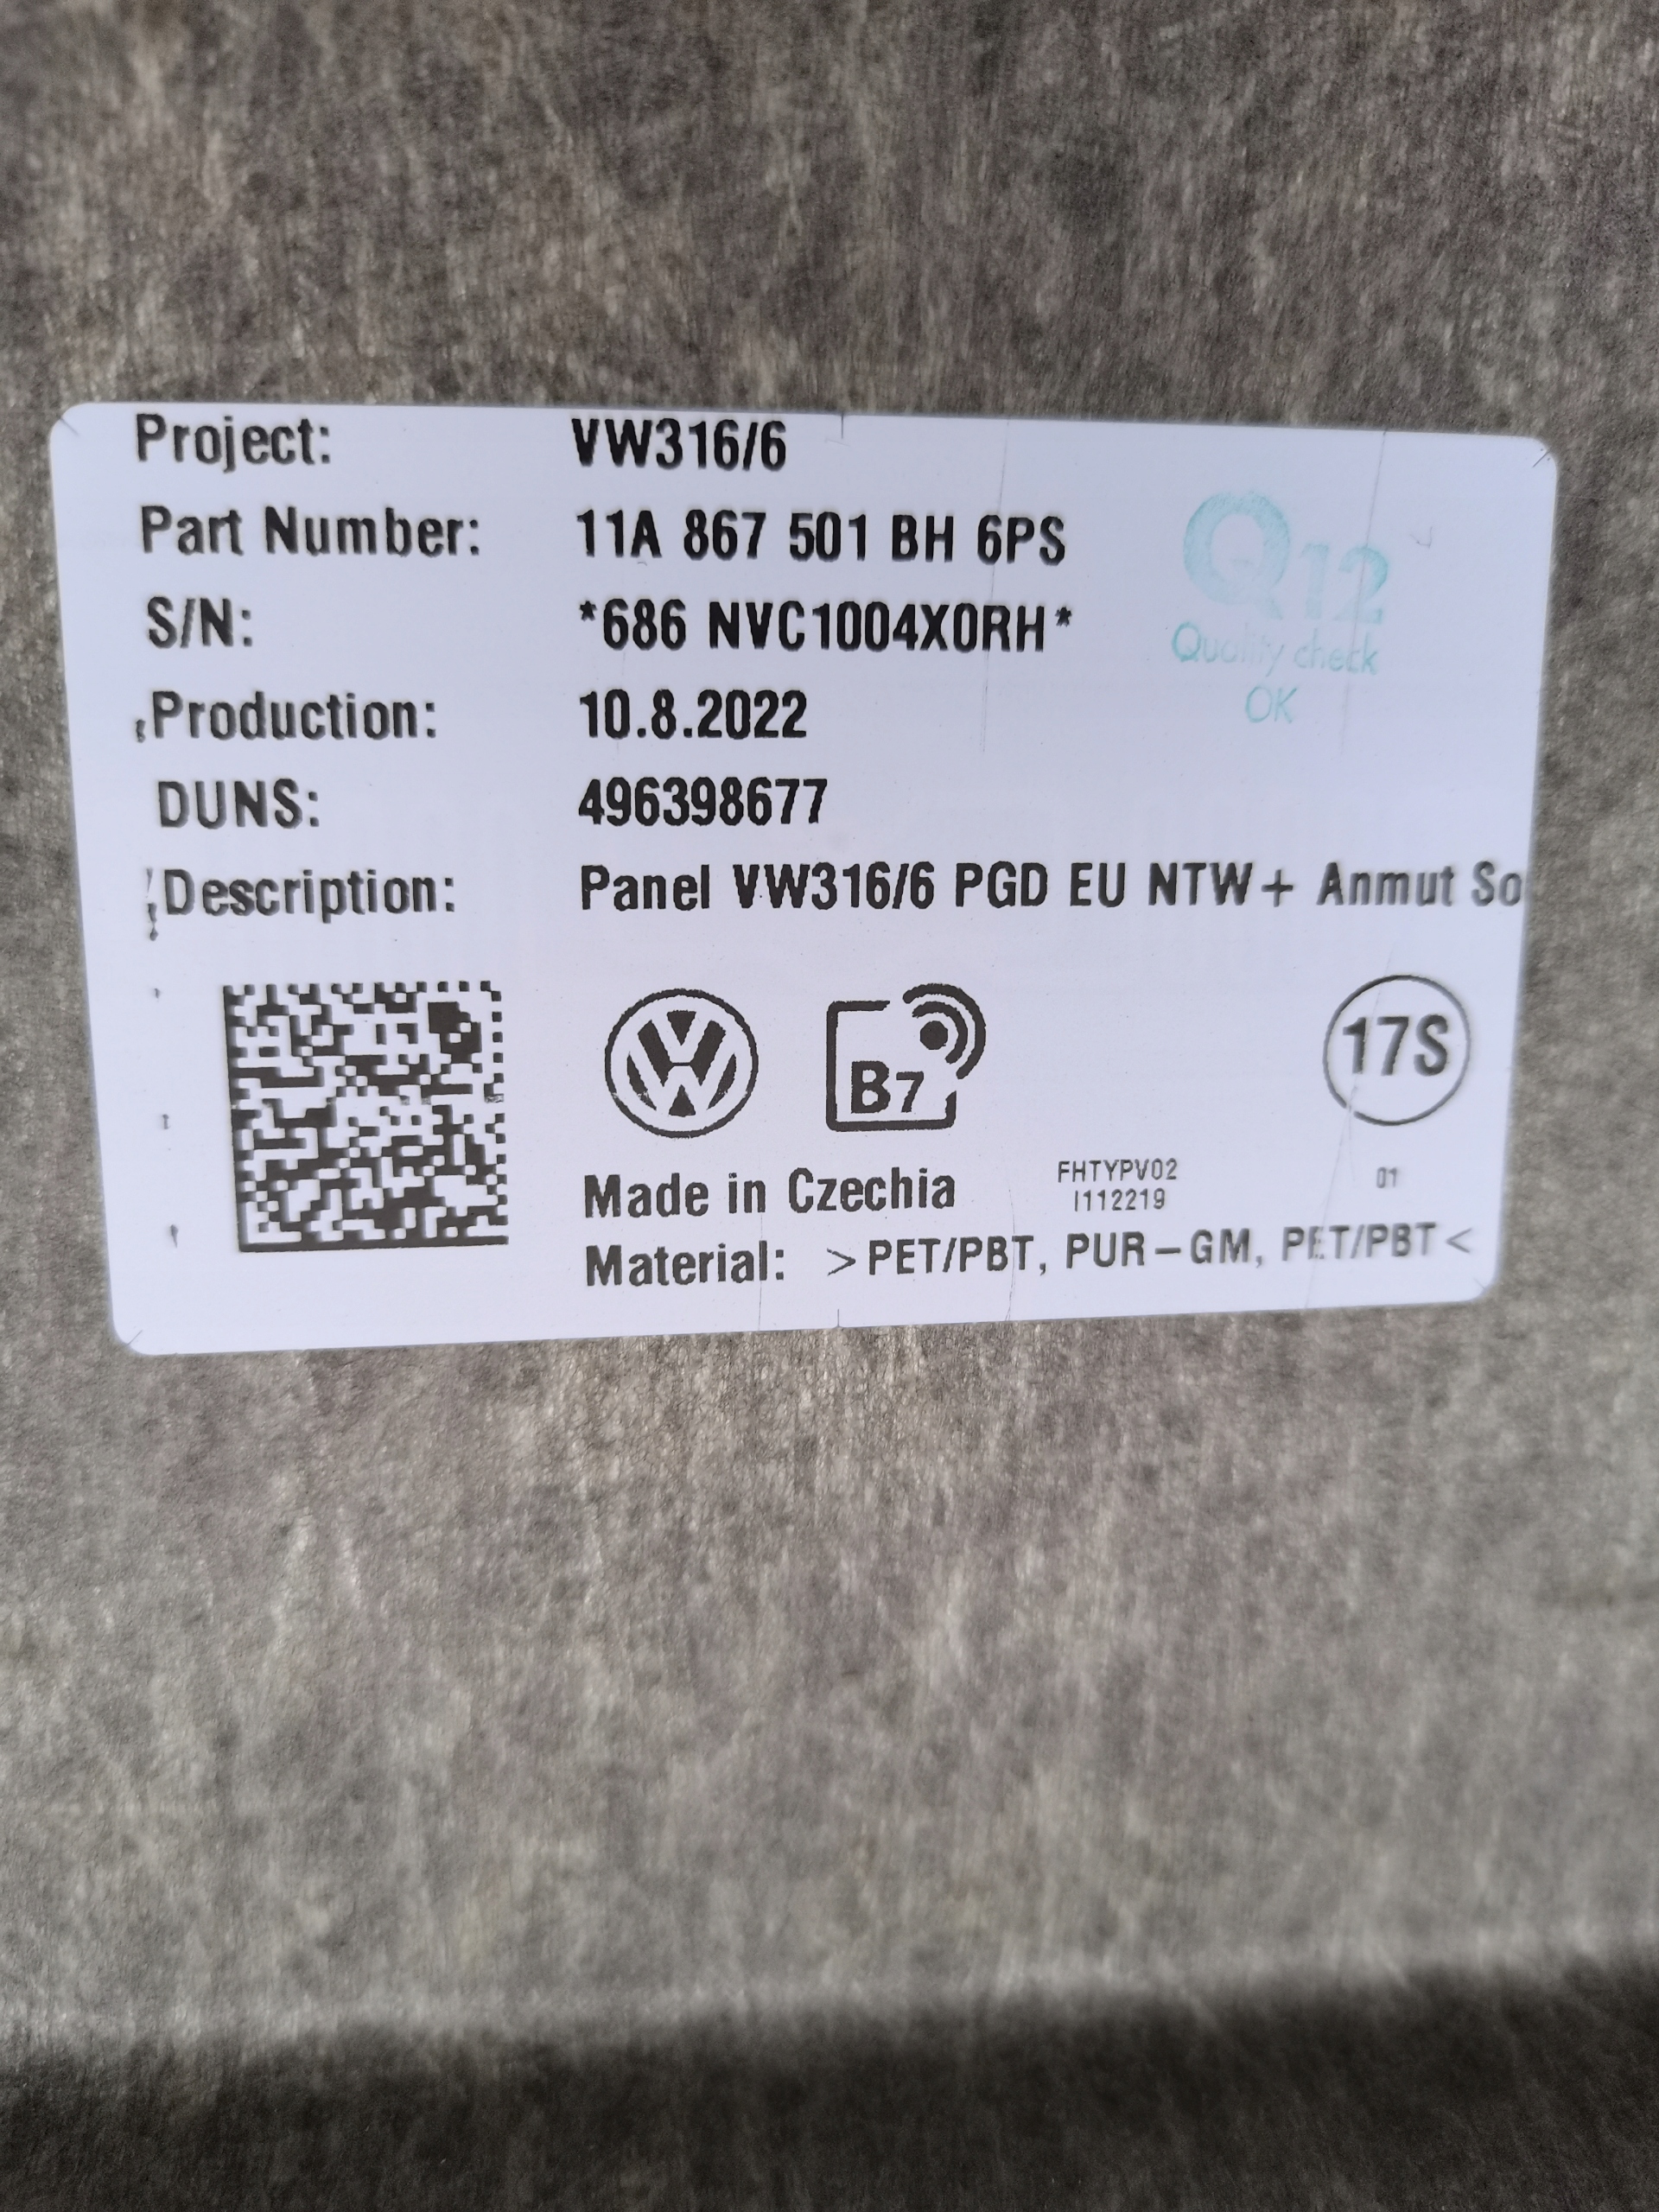 Project: VW316/6
Part Number: 11A 867 501 BH 6PS
S/N: *686 NVC1004X0RH*
Production: 10.8.2022
DUNS: 496398677
Description: Panel VW316/6 PGD EU NTW+ Anmut So
Q12
Quality check
OK
B7
17S
Made in Czechia
FHTYPV02
I112219
01
Material: >PET/PBT, PUR-GM, PET/PBT<